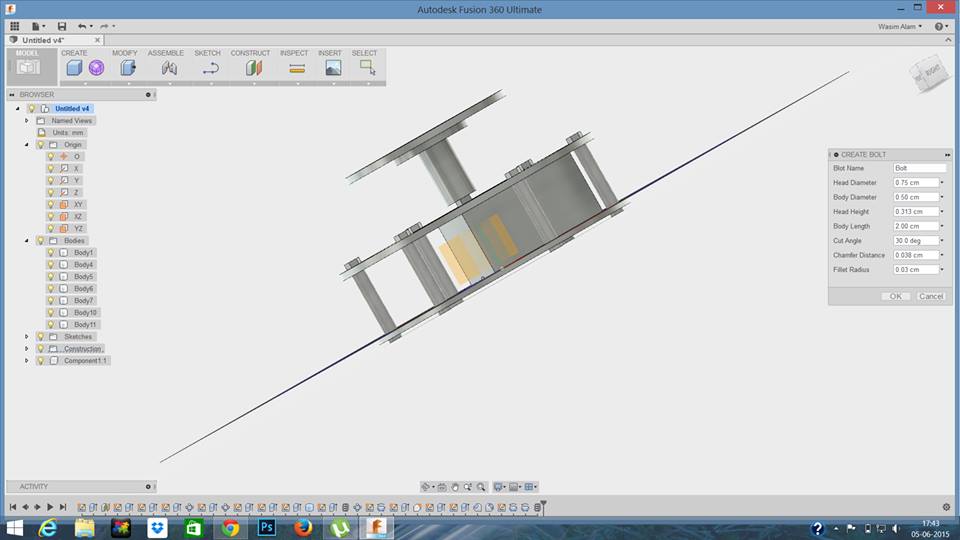 Autodesk Fusion 360 Ultimate
Wasim Alam
Untitled v4*
MODEL
CREATE
MODIFY
ASSEMBLE
SKETCH
CONSTRUCT
INSPECT
INSERT
SELECT
BROWSER
Untitled v4
Named Views
Units: mm
Origin
O
X
Y
Z
XY
XZ
YZ
Bodies
Body1
Body4
Body5
Body6
Body7
Body10
Body11
Sketches
Construction
Component1:1
RIGHT
CREATE BOLT
Blot Name Bolt
Head Diameter 0.75 cm
Body Diameter 0.50 cm
Head Height 0.313 cm
Body Length 2.00 cm
Cut Angle 30.0 deg
Chamfer Distance 0.038 cm
Fillet Radius 0.03 cm
OK Cancel
ACTIVITY
Ps
17:43
05-06-2015